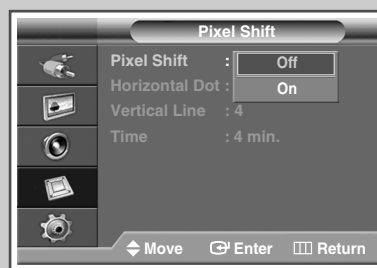 Pixel Shift
Pixel Shift : Off
Horizontal Dot : On
Vertical Line : 4
Time : 4 min.
Move Enter Return